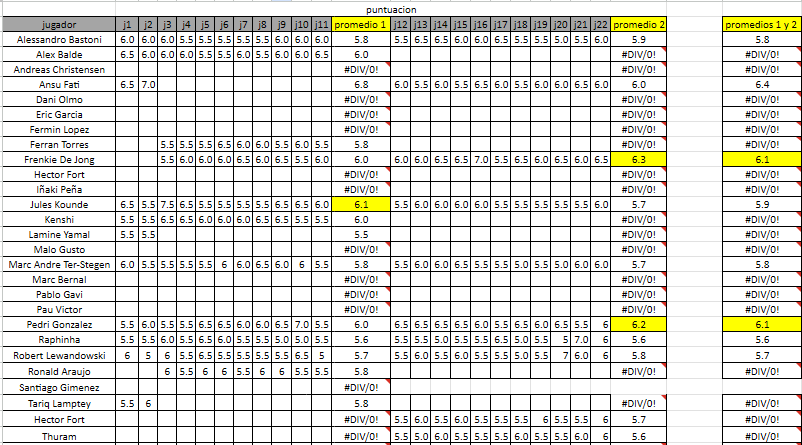 puntuacion
jugador j1 j2 j3 j4 j5 j6 j7 j8 j9 j10 j11 promedio 1 j12 j13 j14 j15 j16 j17 j18 j19 j20 j21 j22 promedio 2 promedios 1 y 2
Alessandro Bastoni 6.0 6.0 6.0 5.5 5.5 5.5 5.5 5.5 6.0 6.0 6.0 5.8 5.5 6.5 6.5 6.0 6.0 6.5 5.5 5.5 5.0 5.5 6.0 5.9 5.8
Alex Balde 6.5 6.0 6.0 6.0 5.5 5.5 6.0 5.5 6.0 6.0 6.5 6.0 #DIV/0! #DIV/0!
Andreas Christensen #DIV/0! #DIV/0! #DIV/0!
Ansu Fati 6.5 7.0 6.8 6.0 5.5 6.0 5.5 6.5 6.0 5.5 6.0 6.0 6.5 6.0 6.0 6.4
Dani Olmo #DIV/0! #DIV/0! #DIV/0!
Eric Garcia #DIV/0! #DIV/0! #DIV/0!
Fermin Lopez #DIV/0! #DIV/0! #DIV/0!
Ferran Torres 5.5 5.5 5.5 6.5 6.0 6.0 5.5 6.0 5.5 5.8 #DIV/0! #DIV/0!
Frenkie De Jong 5.5 6.0 6.0 6.0 6.5 6.0 6.5 5.5 6.0 6.0 6.0 6.0 6.5 6.5 7.0 5.5 6.5 6.0 6.5 6.0 6.5 6.3 6.1
Hector Fort #DIV/0! #DIV/0! #DIV/0!
Iñaki Peña #DIV/0! #DIV/0! #DIV/0!
Jules Kounde 6.5 5.5 7.5 6.5 5.5 5.5 5.5 5.5 6.5 6.5 6.0 6.1 5.5 6.0 6.0 6.0 6.0 5.5 5.5 5.5 5.5 5.5 6.0 5.7 5.9
Kenshi 5.5 5.5 6.5 6.5 6.0 6.0 6.0 6.5 6.5 5.5 5.5 6.0 #DIV/0! #DIV/0!
Lamine Yamal 5.5 5.5 5.5 #DIV/0! #DIV/0!
Malo Gusto #DIV/0! #DIV/0! #DIV/0!
Marc Andre Ter-Stegen 6.0 5.5 5.5 5.5 5.5 6 6.0 6.5 6.0 6 5.5 5.8 5.5 6.0 6.0 6.5 5.5 5.5 5.0 5.5 5.0 6.0 6.0 5.7 5.8
Marc Bernal #DIV/0! #DIV/0! #DIV/0!
Pablo Gavi #DIV/0! #DIV/0! #DIV/0!
Pau Victor #DIV/0! #DIV/0! #DIV/0!
Pedri Gonzalez 5.5 6.0 5.5 5.5 6.5 6.5 6.0 6.0 6.5 7.0 5.5 6.0 6.5 6.5 6.5 6.5 6.0 5.5 6.5 6.0 6.5 5.5 6 6.2 6.1
Raphinha 5.5 5.5 6.0 5.5 6.5 5.5 6.5 5.5 5.0 5.0 5.5 5.6 5.5 5.5 5.5 5.0 5.5 5.5 6.5 5.0 5.5 7.0 6 5.6 5.6
Robert Lewandowski 6 5 6 5.5 6.5 5.5 5.5 5.5 5.5 6.5 5 5.7 5.5 6.0 5.5 6.0 5.5 5.5 5.0 5.5 7 6.0 6 5.8 5.7
Ronald Araujo 6 5.5 6 6.5 5.5 6 6 5.5 5.5 5.8 #DIV/0! #DIV/0!
Santiago Gimenez #DIV/0!
Tariq Lamptey 5.5 6 5.8 #DIV/0! #DIV/0!
Hector Fort #DIV/0! 5.5 6.0 5.5 6.0 5.5 5.5 5.5 6 5.5 5.5 6 5.7 #DIV/0!
Thuram #DIV/0! 5.5 5.0 6.0 5.5 5.5 5.5 6.0 5.5 5.5 6.0 6 5.6 #DIV/0!